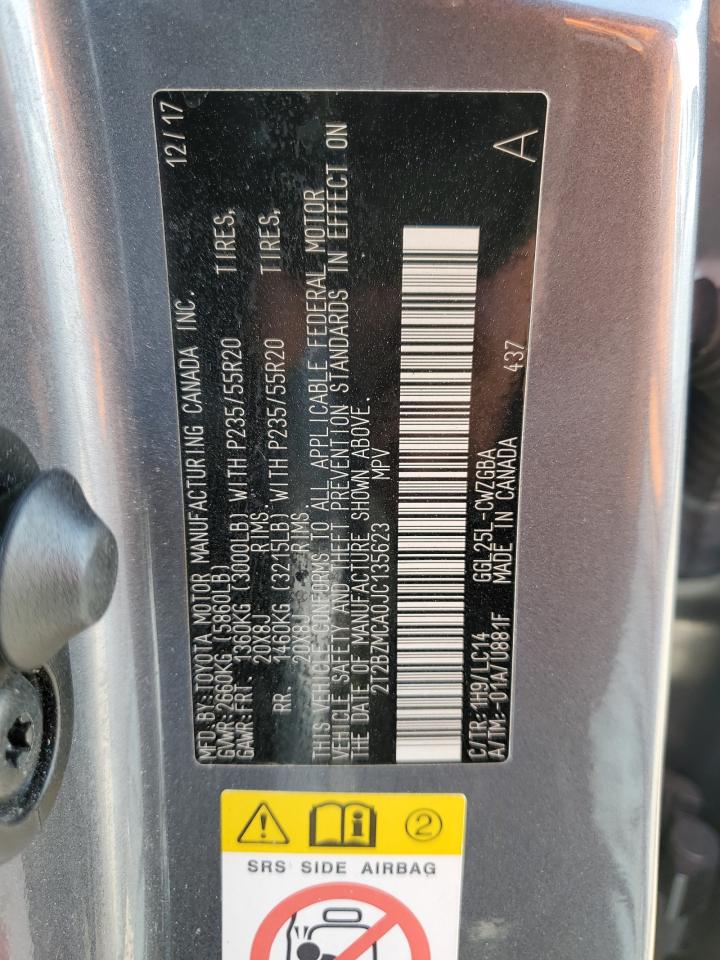 MFD.BY:TOYOTA MOTOR MANUFACTURING CANADA INC. 12/17
GWVR:2660KG(5860LB)
GAWR:FRT. 1360KG (3000LB) WITH P235/55R20 TIRES,
20X8J RIMS.
RR. 1460KG (3215LB) WITH P235/55R20 TIRES,
20X8J RIMS.
THIS VEHICLE CONFORMS TO ALL APPLICABLE FEDERAL MOTOR
VEHICLE SAFETY AND THEFT PREVENTION STANDARDS IN EFFECT ON
THE DATE OF MANUFACTURE SHOWN ABOVE.
2T2BZMCA0JC135623 MPV
A
C/TR:1H9/LC14 GGL25L-CWZGBA
A/TM:-01A/U881F MADE IN CANADA 437
2
SRS SIDE AIRBAG